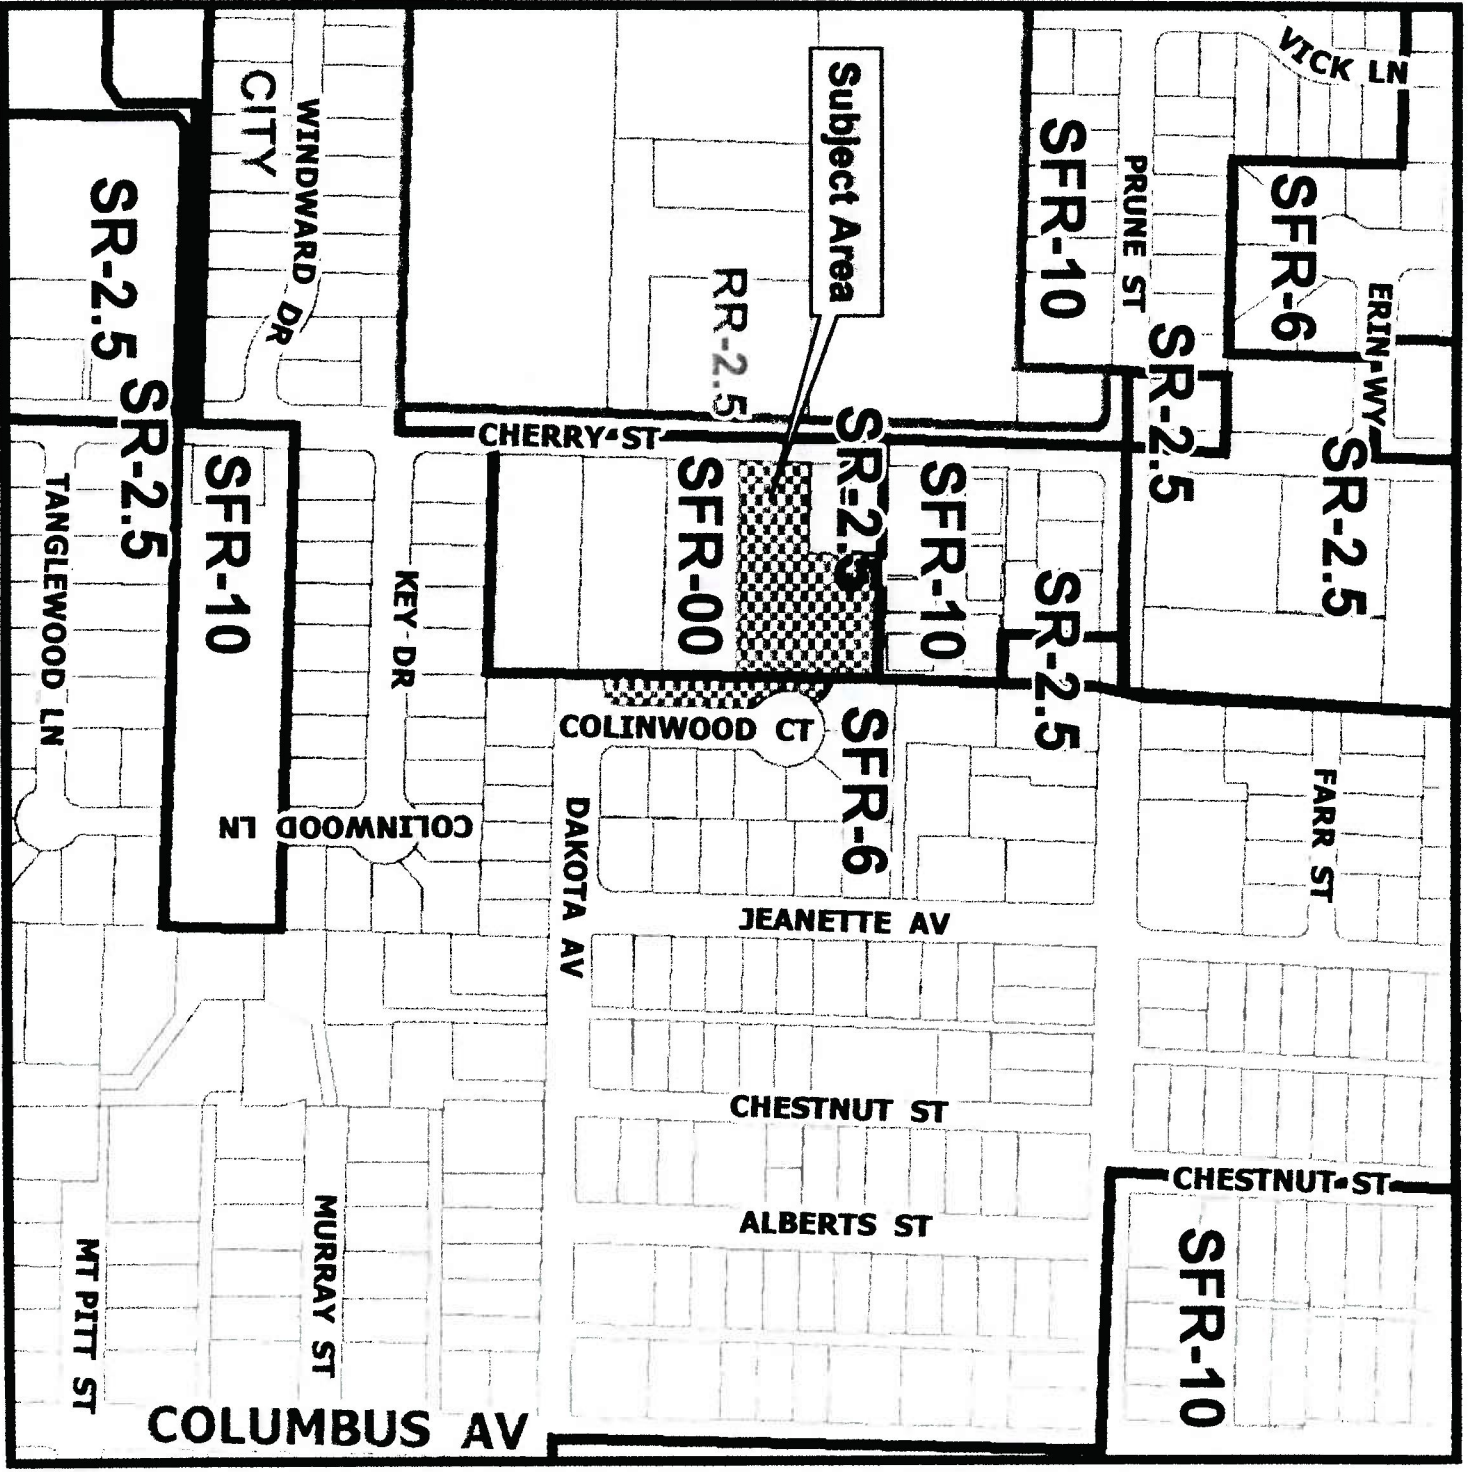 VICK LN
Subject Area
CITY
WINDWARD DR
SFR-10
PRUNE ST
SFR-6
ERIN WY
SR-2.5
RR-2.5
SR-2.5
SR-2.5
CHERRY ST
SR-2.5
SR-2.5
SFR-10
SFR-00
SFR-10
SR-2.5
TANGLEWOOD LN
KEY DR
COLINWOOD CT
SFR-6
FARR ST
COLINWOOD LN
DAKOTA AV
JEANETTE AV
CHESTNUT ST
CHESTNUT ST
ALBERTS ST
MURRAY ST
MT PITT ST
SFR-10
COLUMBUS AV